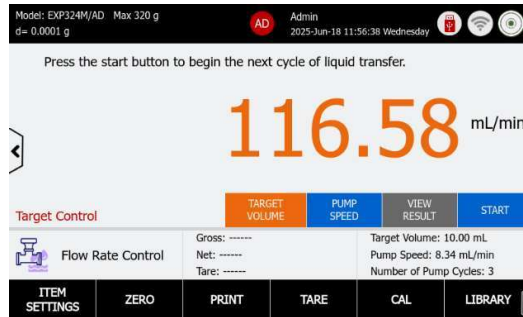 Model: EXP324M/AD Max 320 g
d= 0.0001 g
AD
Admin
2025-Jun-18 11:56:38 Wednesday
Press the start button to begin the next cycle of liquid transfer.
116.58 mL/min
Target Control
TARGET VOLUME
PUMP SPEED
VIEW RESULT
START
Flow Rate Control
Gross: ------
Net: ------
Tare: ------
Target Volume: 10.00 mL
Pump Speed: 8.34 mL/min
Number of Pump Cycles: 3
ITEM SETTINGS
ZERO
PRINT
TARE
CAL
LIBRARY